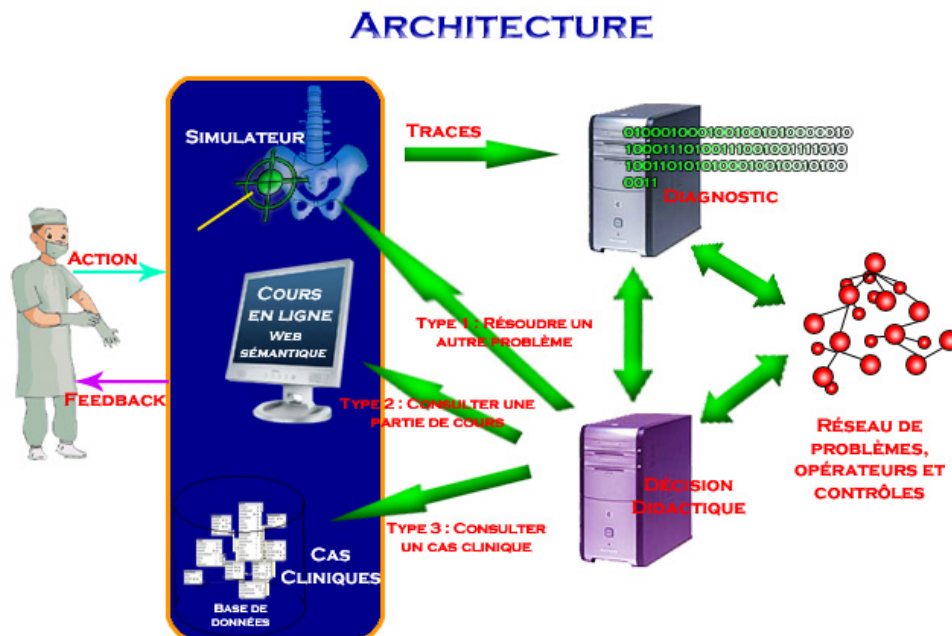 ARCHITECTURE
SIMULATEUR
TRACES
0100010001001001010000010
1000111010011100100111010
1001101010100010010010100
0011
DIAGNOSTIC
ACTION
FEEDBACK
COURS
EN LIGNE
WEB
SÉMANTIQUE
TYPE 1 : RÉSOUDRE UN
AUTRE PROBLÈME
TYPE 2 : CONSULTER UNE
PARTIE DE COURS
TYPE 3 : CONSULTER
UN CAS CLINIQUE
DÉCISION
DIDACTIQUE
RÉSEAU DE
PROBLÈMES,
OPÉRATEURS ET
CONTRÔLES
CAS
CLINIQUES
BASE DE
DONNÉES